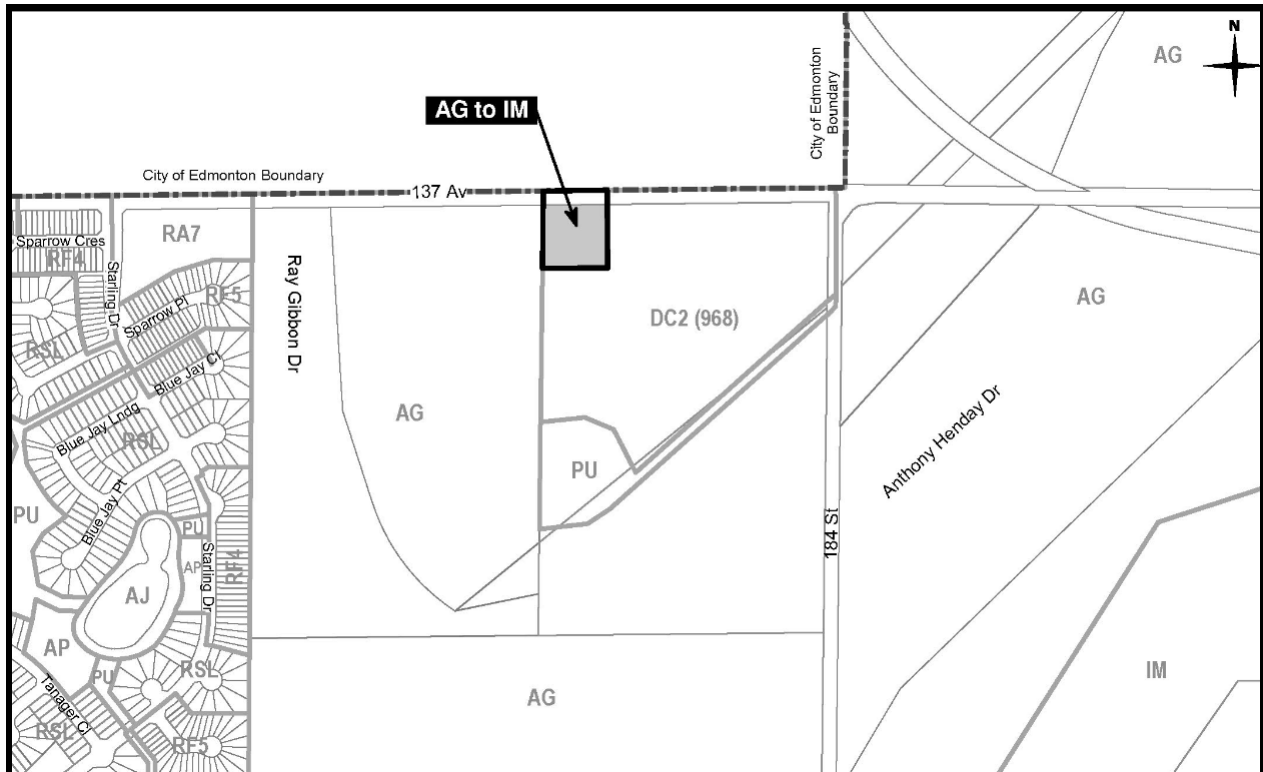 N
AG
City of Edmonton
Boundary
AG to IM
City of Edmonton Boundary
137 Av
RA7
Sparrow Cres
RF4
Starling Dr
Ray Gibbon Dr
RF5
Sparrow Pl
AG
DC2 (968)
RSL
Blue Jay Cl
Blue Jay Lndg
AG
RSL
Anthony Henday Dr
PU
Blue Jay Pt
PU
PU
184 St
AP
Starling Dr
RF4
AJ
AP
PU
RSL
IM
AG
Tanager Cl
RSL
RF5